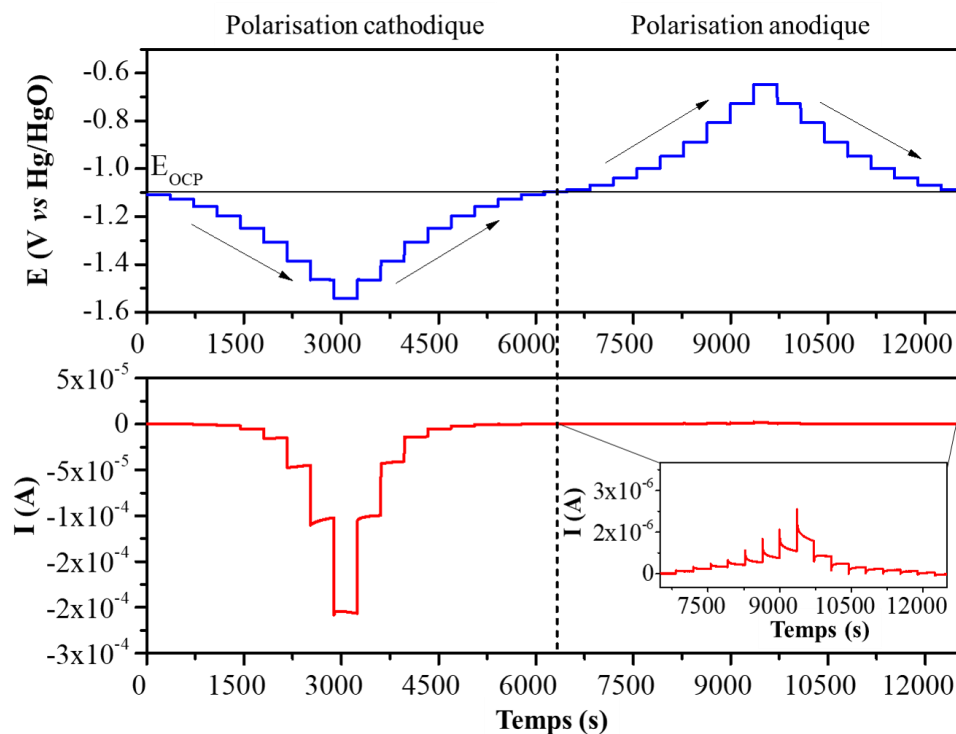 Polarisation cathodique
Polarisation anodique
E (V vs Hg/HgO)
-0.6
-0.8
-1.0
-1.2
-1.4
-1.6
E_OCP
0 1500 3000 4500 6000 7500 9000 10500 12000
I (A)
5x10⁻⁵
0
-5x10⁻⁵
-1x10⁻⁴
-2x10⁻⁴
-2x10⁻⁴
-3x10⁻⁴
I (A)
3x10⁻⁶
2x10⁻⁶
0
7500 9000 10500 12000
Temps (s)
0 1500 3000 4500 6000 7500 9000 10500 12000
Temps (s)